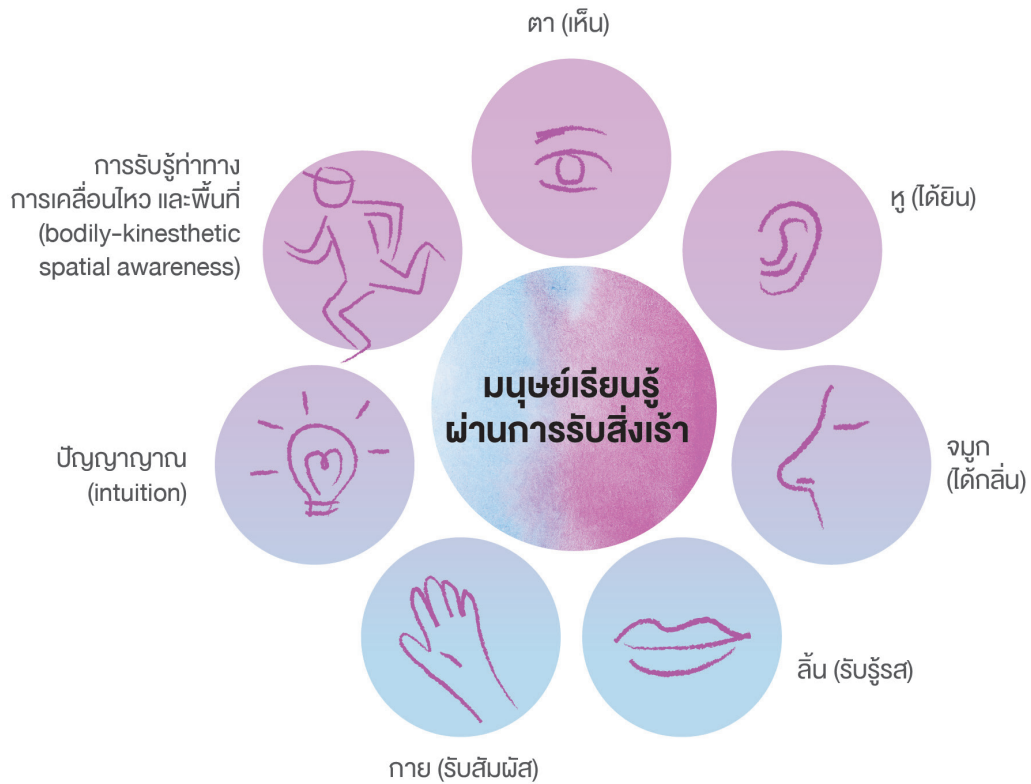 ตา (เห็น)
หู (ได้ยิน)
จมูก
(ได้กลิ่น)
ลิ้น (รับรู้รส)
กาย (รับสัมผัส)
ปัญญาญาณ
(intuition)
การรับรู้ท่าทาง
การเคลื่อนไหว และพื้นที่
(bodily-kinesthetic
spatial awareness)
มนุษย์เรียนรู้
ผ่านการรับสิ่งเร้า